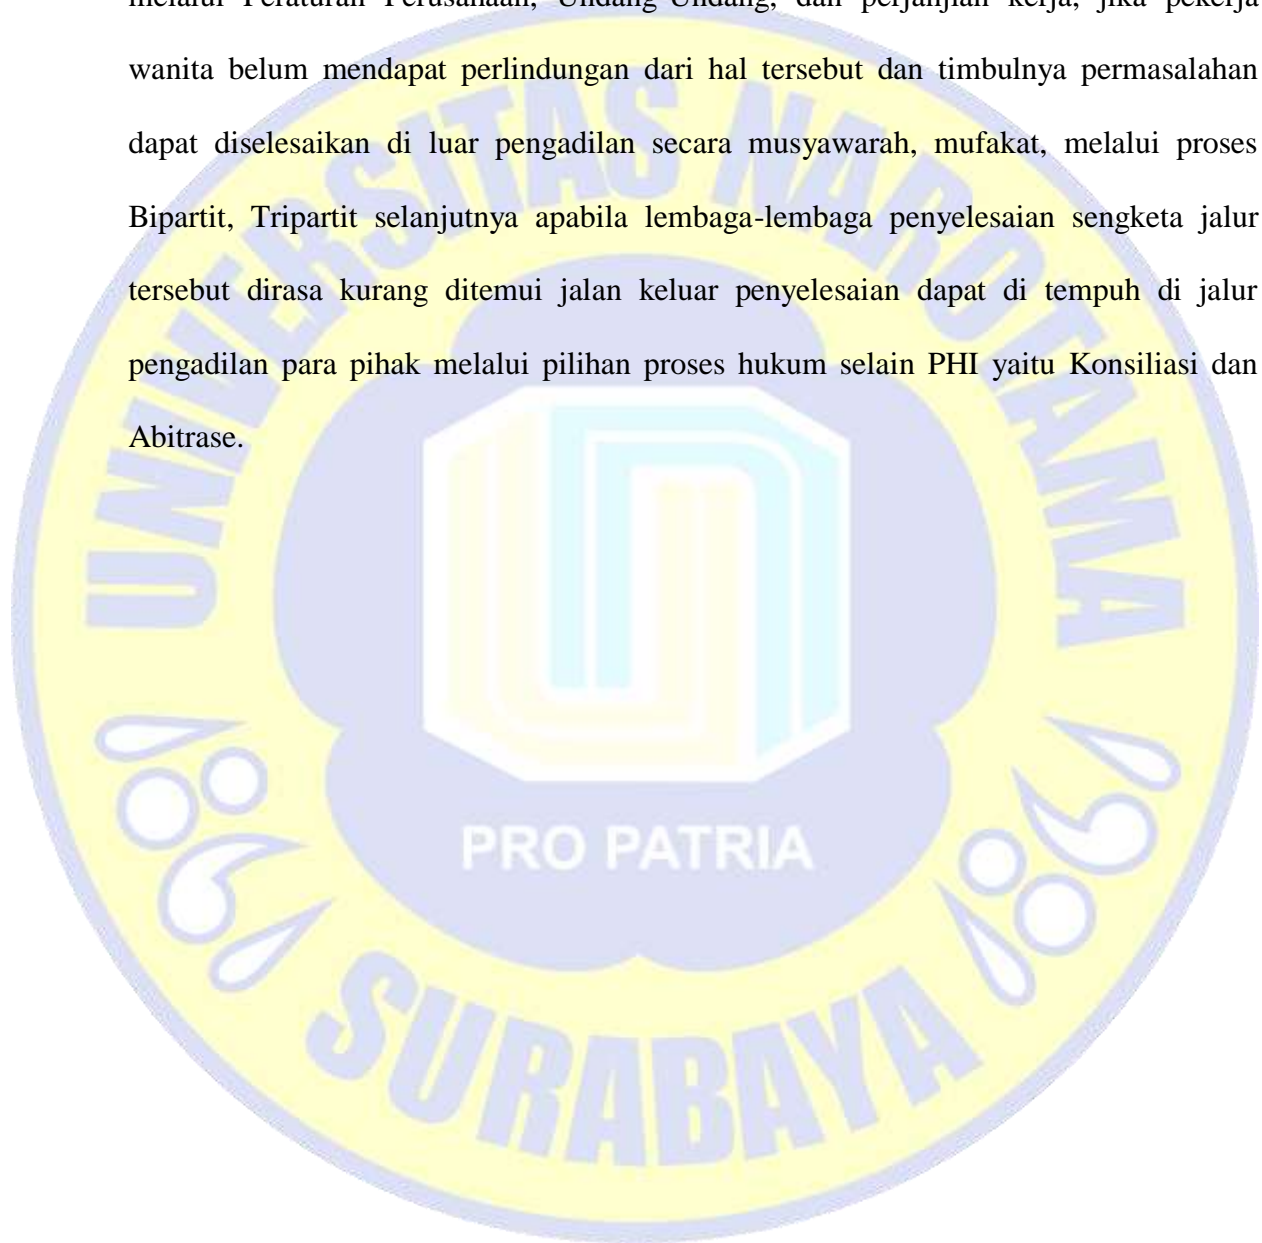 melalui Peraturan Perusahaan, Undang-Undang, dan perjanjian kerja, jika pekerja
wanita belum mendapat perlindungan dari hal tersebut dan timbulnya permasalahan
dapat diselesaikan di luar pengadilan secara musyawarah, mufakat, melalui proses
Bipartit, Tripartit selanjutnya apabila lembaga-lembaga penyelesaian sengketa jalur
tersebut dirasa kurang ditemui jalan keluar penyelesaian dapat di tempuh di jalur
pengadilan para pihak melalui pilihan proses hukum selain PHI yaitu Konsiliasi dan
Abitrase.
UNIVERSITAS NAROTAMA
PRO PATRIA
SURABAYA